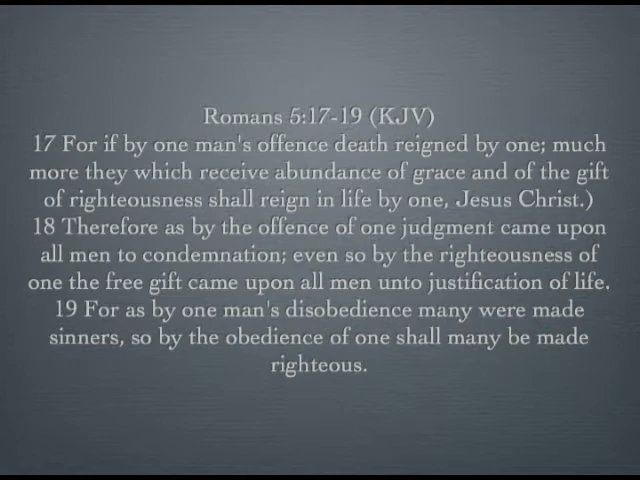 Romans 5:17-19 (KJV)
17 For if by one man's offence death reigned by one; much
more they which receive abundance of grace and of the gift
of righteousness shall reign in life by one, Jesus Christ.)
18 Therefore as by the offence of one judgment came upon
all men to condemnation; even so by the righteousness of
one the free gift came upon all men unto justification of life.
19 For as by one man's disobedience many were made
sinners, so by the obedience of one shall many be made
righteous.